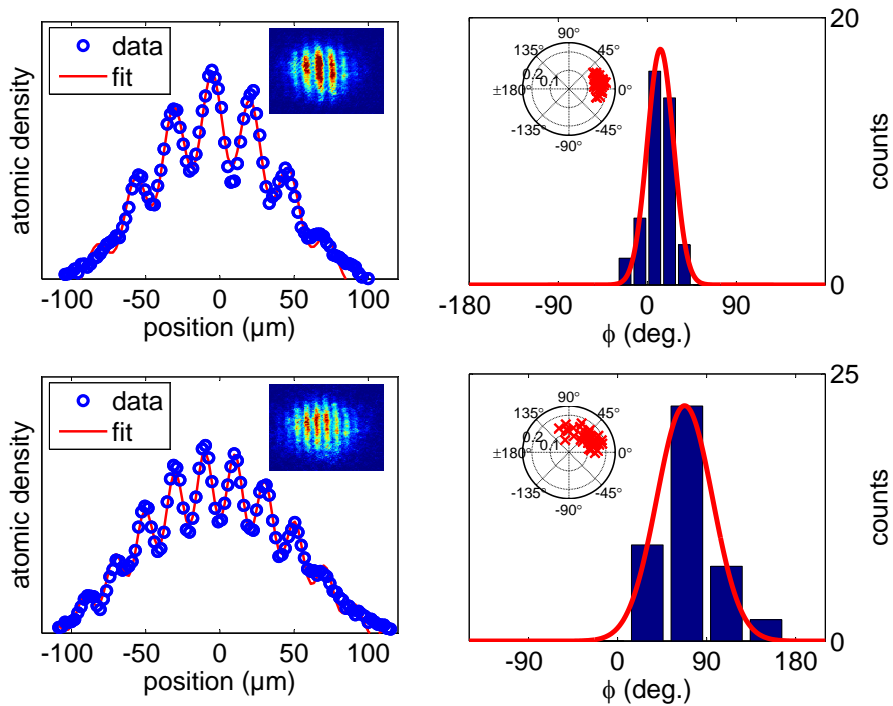 data
fit
atomic density
-100 -50 0 50 100
position (µm)
90°
135° 45°
0.2
0.1
±180° 0°
-135° -45°
-90°
20
0
counts
-180 -90 0 90
ϕ (deg.)
data
fit
atomic density
-100 -50 0 50 100
position (µm)
90°
135° 45°
0.2
0.1
±180° 0°
-135° -45°
-90°
25
0
counts
-90 0 90 180
ϕ (deg.)